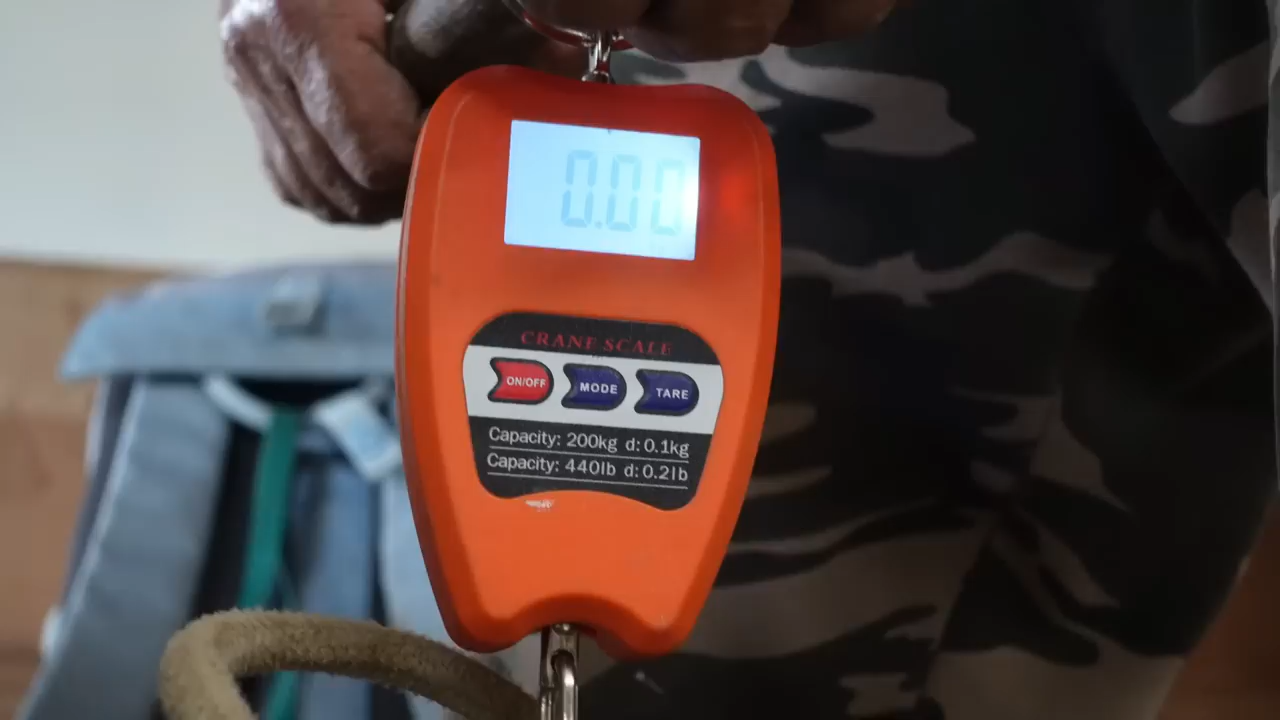 0.00
CRANE SCALE
ON/OFF MODE TARE
Capacity: 200kg d: 0.1kg
Capacity: 440lb d: 0.2lb